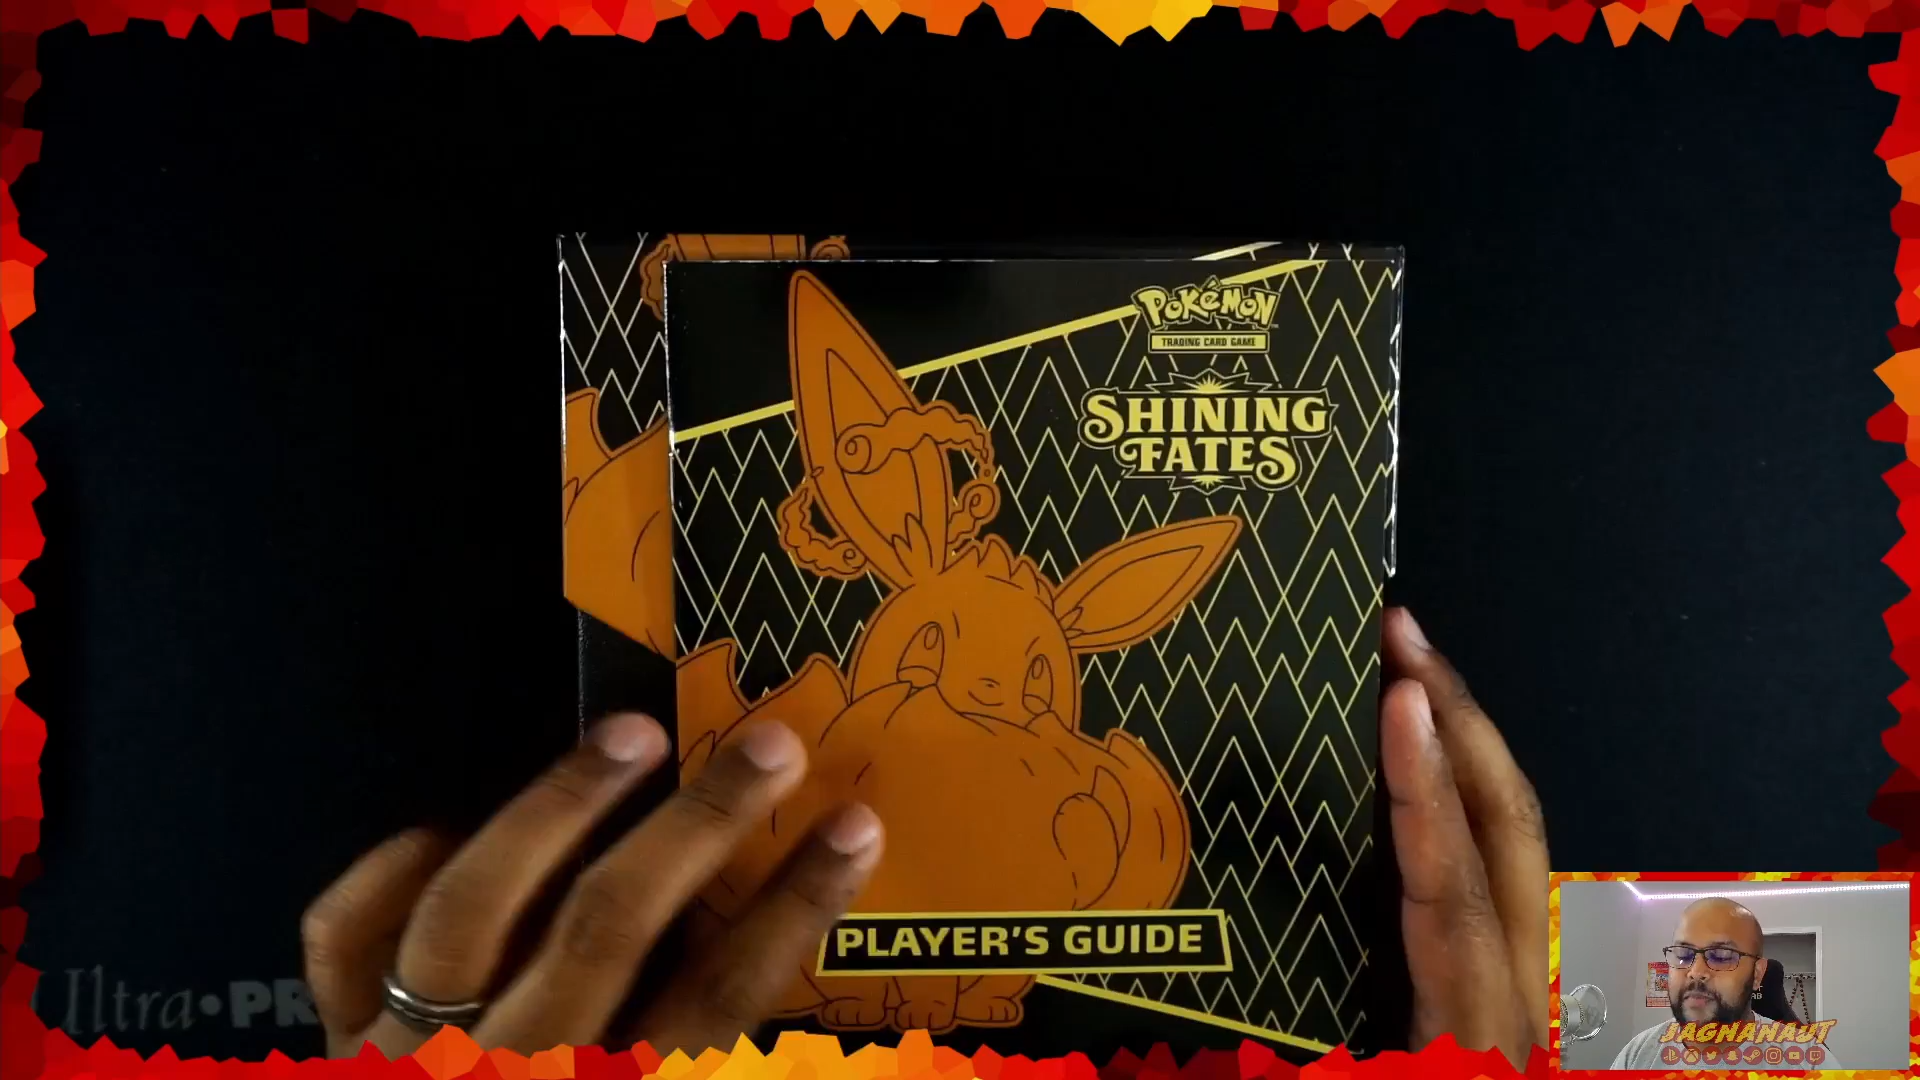 POKéMON
TRADING CARD GAME
SHINING
FATES
PLAYER'S GUIDE
Ultra•PR
JAGNANAUT